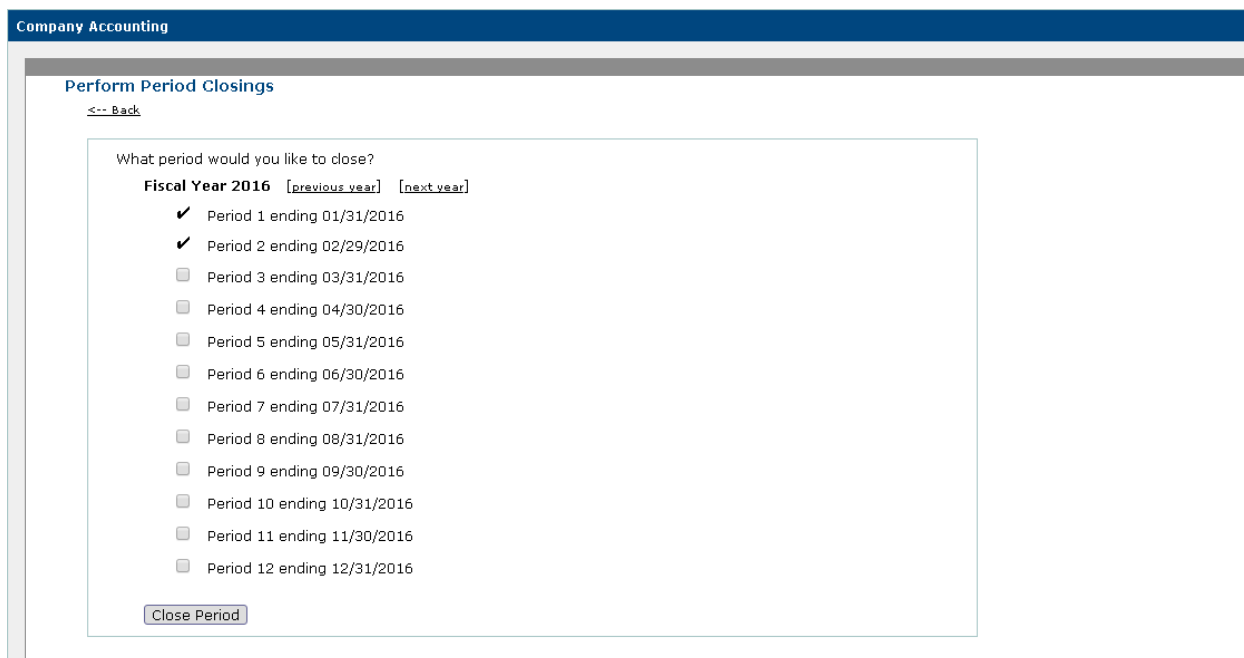 Company Accounting
Perform Period Closings
<-- Back
What period would you like to close?
Fiscal Year 2016 [previous year] [next year]
✔ Period 1 ending 01/31/2016
✔ Period 2 ending 02/29/2016
Period 3 ending 03/31/2016
Period 4 ending 04/30/2016
Period 5 ending 05/31/2016
Period 6 ending 06/30/2016
Period 7 ending 07/31/2016
Period 8 ending 08/31/2016
Period 9 ending 09/30/2016
Period 10 ending 10/31/2016
Period 11 ending 11/30/2016
Period 12 ending 12/31/2016
Close Period